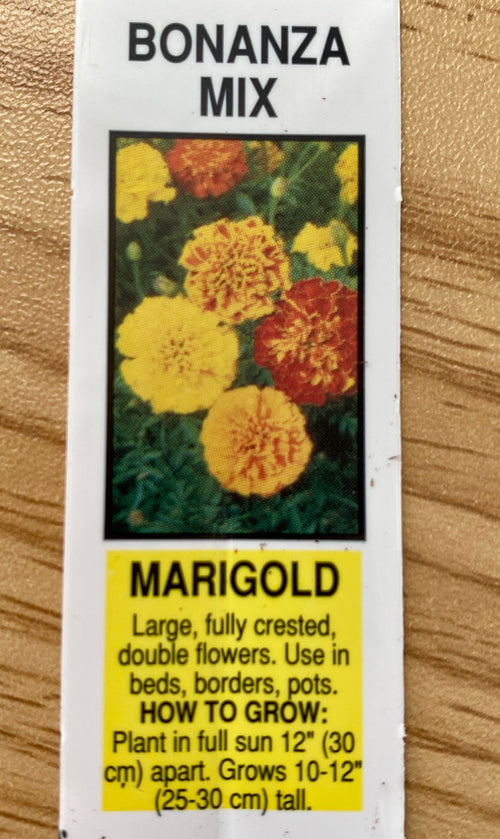 BONANZA
MIX
MARIGOLD
Large, fully crested,
double flowers. Use in
beds, borders, pots.
HOW TO GROW:
Plant in full sun 12" (30
cm) apart. Grows 10-12"
(25-30 cm) tall.